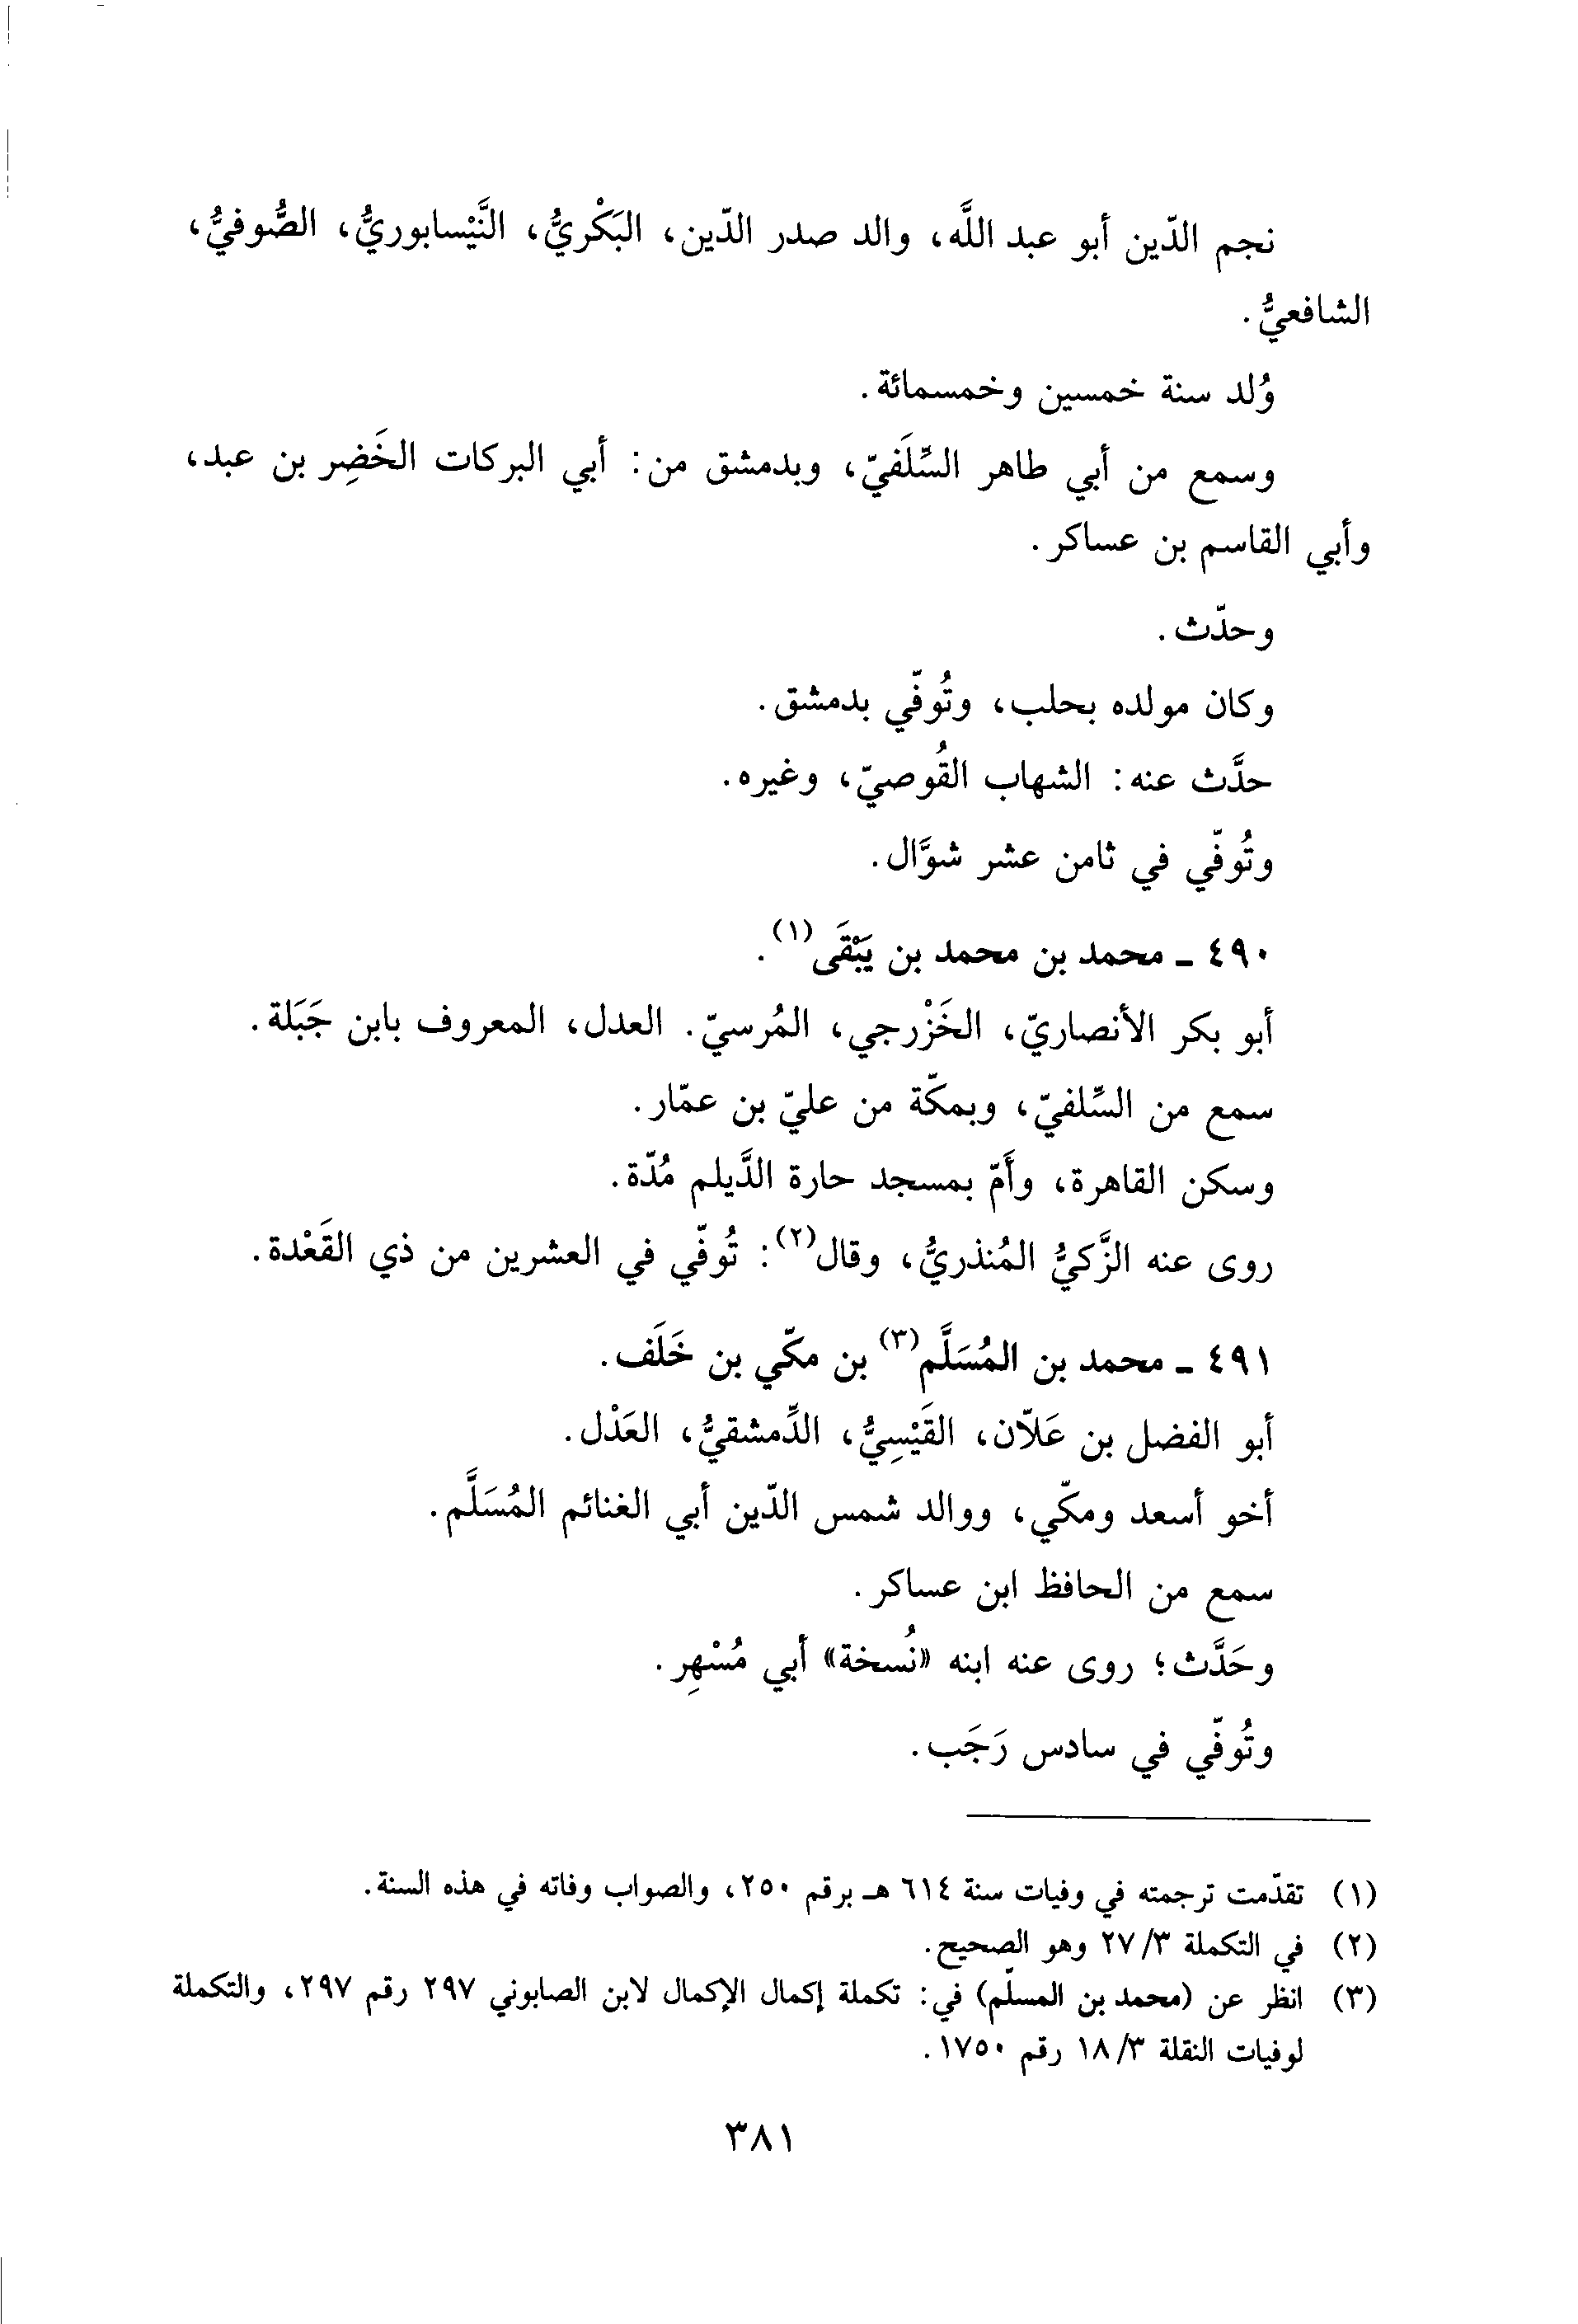 نجم الدّين أبو عبد اللَّه، والد صدر الدّين، البَكْريُّ، النَّيْسابوريُّ، الصُّوفيُّ،
الشافعيُّ.
وُلد سنة خمسين وخمسمائة.
وسمع من أبي طاهر السِّلَفيّ، وبدمشق من: أبي البركات الخَضِر بن عبد،
وأبي القاسم بن عساكر.
وحدّث.
وكان مولده بحلب، وتُوفّي بدمشق.
حدَّث عنه: الشهاب القُوصيّ، وغيره.
وتُوفّي في ثامن عشر شوَّال.
٤٩٠ - محمد بن محمد بن يَبْقَى(١).
أبو بكر الأنصاريّ، الخَزْرجي، المُرسيّ. العدل، المعروف بابن جَبَلة.
سمع من السِّلفيّ، وبمكّة من عليّ بن عمّار.
وسكن القاهرة، وأَمّ بمسجد حارة الدَّيلم مُدّة.
روى عنه الزَّكيُّ المُنذريُّ، وقال(٢): تُوفّي في العشرين من ذي القَعْدة.
٤٩١ - محمد بن المُسَلَّم(٣) بن مكّي بن خَلَف.
أبو الفضل بن عَلاّن، القَيْسِيُّ، الدِّمشقيُّ، العَدْل.
أخو أسعد ومكّي، ووالد شمس الدّين أبي الغنائم المُسَلَّم.
سمع من الحافظ ابن عساكر.
وحَدَّث؛ روى عنه ابنه «نُسخة» أبي مُسْهِر.
وتُوفّي في سادس رَجَب.
(١) تقدّمت ترجمته في وفيات سنة ٦١٤ هـ برقم ٢٥٠، والصواب وفاته في هذه السنة.
(٢) في التكملة ٢٧/٣ وهو الصحيح.
(٣) انظر عن (محمد بن المسلّم) في: تكملة إكمال الإكمال لابن الصابوني ٢٩٧ رقم ٢٩٧، والتكملة
لوفيات النقلة ١٨/٣ رقم ١٧٥٠.
٣٨١